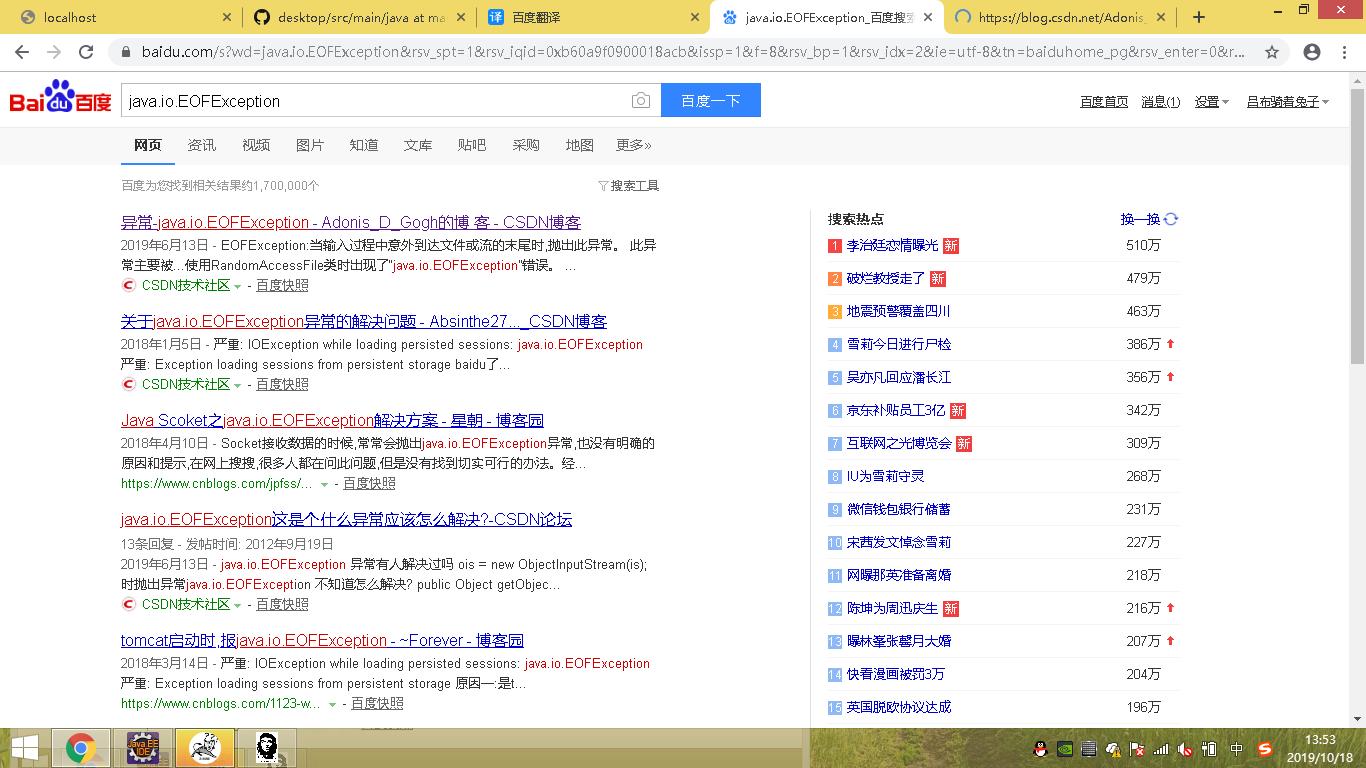 localhost
desktop/src/main/java at ma
百度翻译
java.io.EOFException_百度搜索
https://blog.csdn.net/Adonis_
baidu.com/s?wd=java.io.EOFException&rsv_spt=1&rsv_iqid=0xb60a9f0900018acb&issp=1&f=8&rsv_bp=1&rsv_idx=2&ie=utf-8&tn=baiduhome_pg&rsv_enter=0&r...
Bai du 百度
java.io.EOFException
百度一下
百度首页 消息(1) 设置 吕布骑着兔子
网页 资讯 视频 图片 知道 文库 贴吧 采购 地图 更多»
百度为您找到相关结果约1,700,000个
搜索工具
异常-java.io.EOFException - Adonis_D_Gogh的博 客 - CSDN博客
2019年6月13日 - EOFException:当输入过程中意外到达文件或流的末尾时,抛出此异常。 此异
常主要被...使用RandomAccessFile类时出现了"java.io.EOFException"错误。 ...
CSDN技术社区 - 百度快照
关于java.io.EOFException异常的解决问题 - Absinthe27..._CSDN博客
2018年1月5日 - 严重: IOException while loading persisted sessions: java.io.EOFException
严重: Exception loading sessions from persistent storage baidu了...
CSDN技术社区 - 百度快照
Java Scoket之java.io.EOFException解决方案 - 星朝 - 博客园
2018年4月10日 - Socket接收数据的时候,常常会抛出java.io.EOFException异常,也没有明确的
原因和提示,在网上搜搜,很多人都在问此问题,但是没有找到切实可行的办法。经...
https://www.cnblogs.com/jpfss/... - 百度快照
java.io.EOFException这是个什么异常应该怎么解决?-CSDN论坛
13条回复 - 发帖时间: 2012年9月19日
2019年6月13日 - java.io.EOFException 异常有人解决过吗 ois = new ObjectInputStream(is);
时抛出异常java.io.EOFException 不知道怎么解决? public Object getObjec...
CSDN技术社区 - 百度快照
tomcat启动时,报java.io.EOFException - ~Forever - 博客园
2018年3月14日 - 严重: IOException while loading persisted sessions: java.io.EOFException
严重: Exception loading sessions from persistent storage 原因一:是t...
https://www.cnblogs.com/1123-w... - 百度快照
搜索热点 换一换
1 李治廷恋情曝光 新 510万
2 破烂教授走了 新 479万
3 地震预警覆盖四川 463万
4 雪莉今日进行尸检 386万
5 吴亦凡回应潘长江 356万
6 京东补贴员工3亿 新 342万
7 互联网之光博览会 新 309万
8 IU为雪莉守灵 268万
9 微信钱包银行储蓄 231万
10 宋茜发文悼念雪莉 227万
11 网曝那英准备离婚 218万
12 陈坤为周迅庆生 新 216万
13 曝林峯张馨月大婚 207万
14 快看漫画被罚3万 204万
15 英国脱欧协议达成 196万
Java EE
IDE
中
13:53
2019/10/18